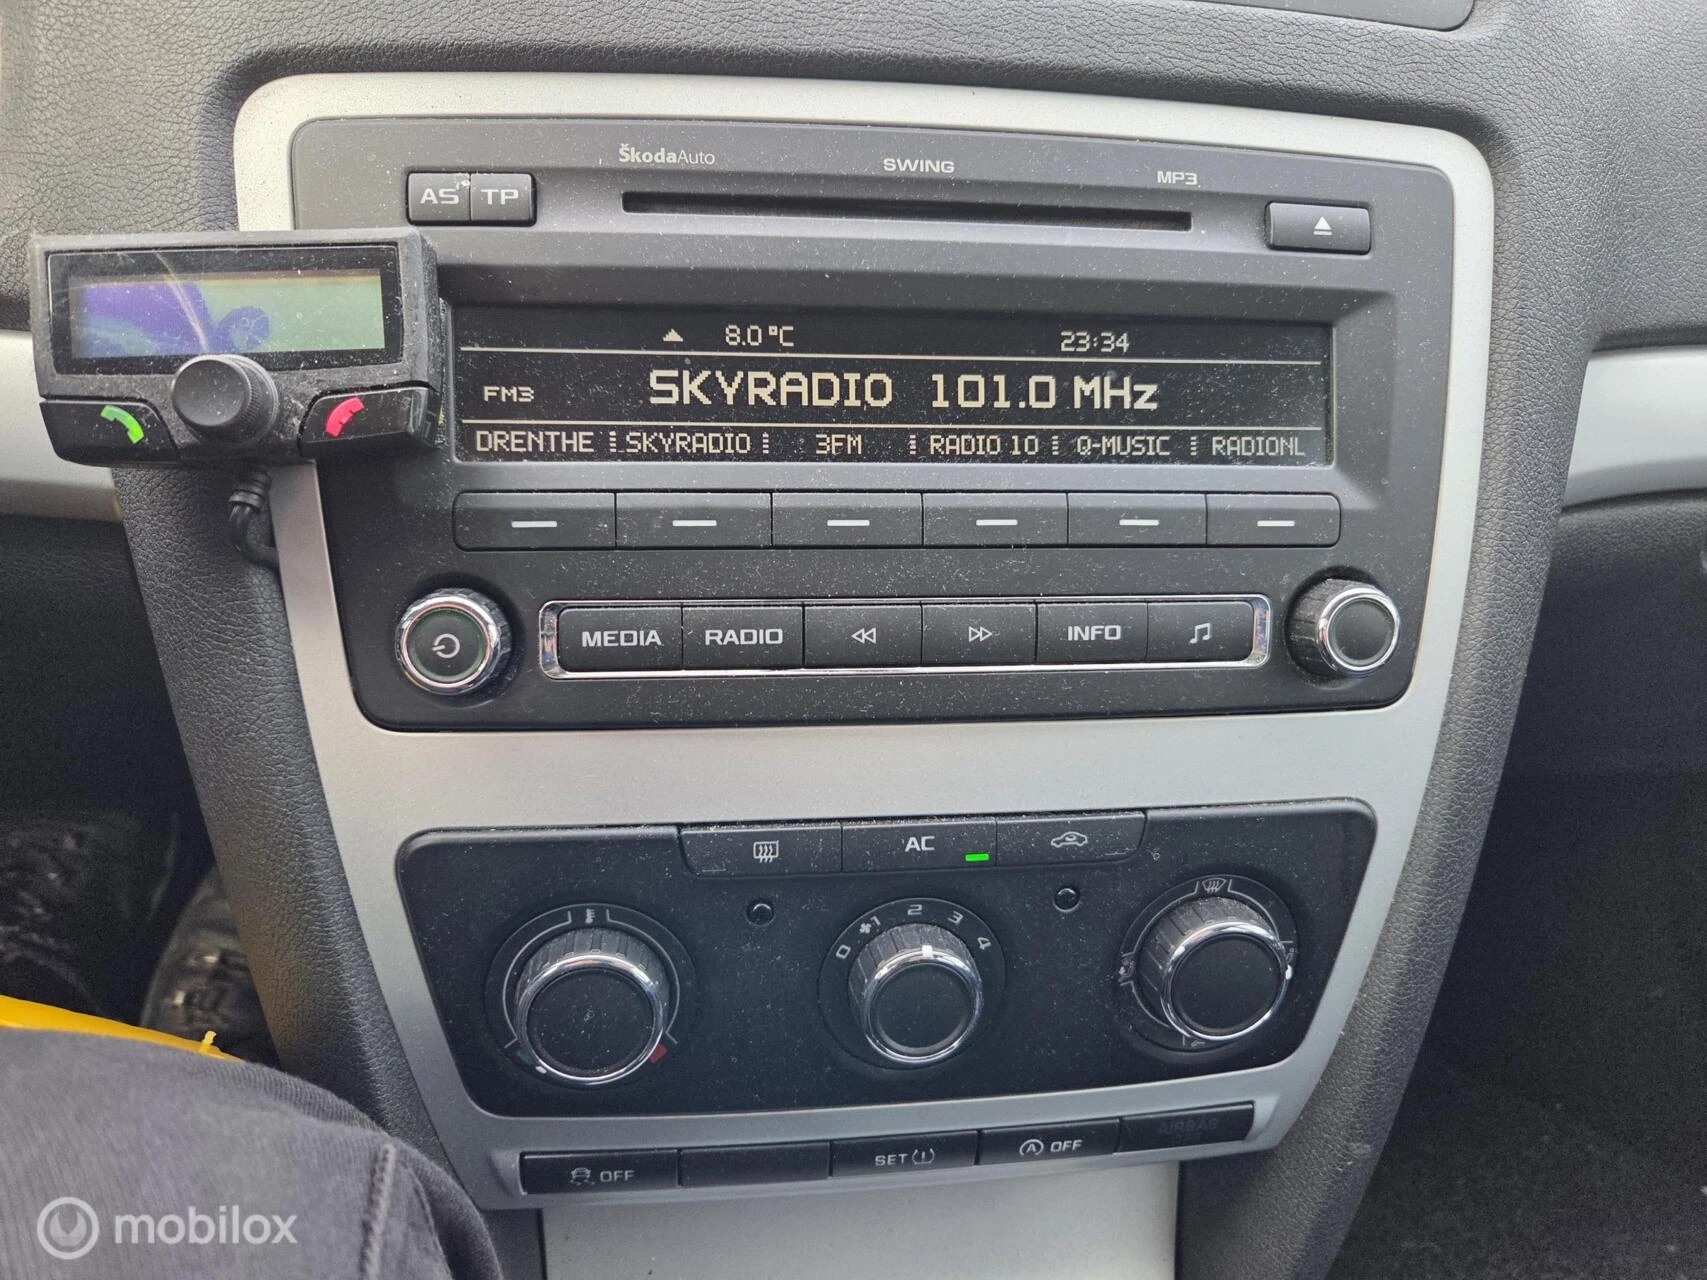 ŠkodaAuto SWING MP3
AS TP
8.0°C 23:34
FM3 SKYRADIO 101.0 MHz
DRENTHE SKYRADIO 3FM RADIO 10 Q-MUSIC RADIONL
MEDIA RADIO INFO
AC
0 1 2 3 4
OFF SET A OFF AIRBAG
mobilox